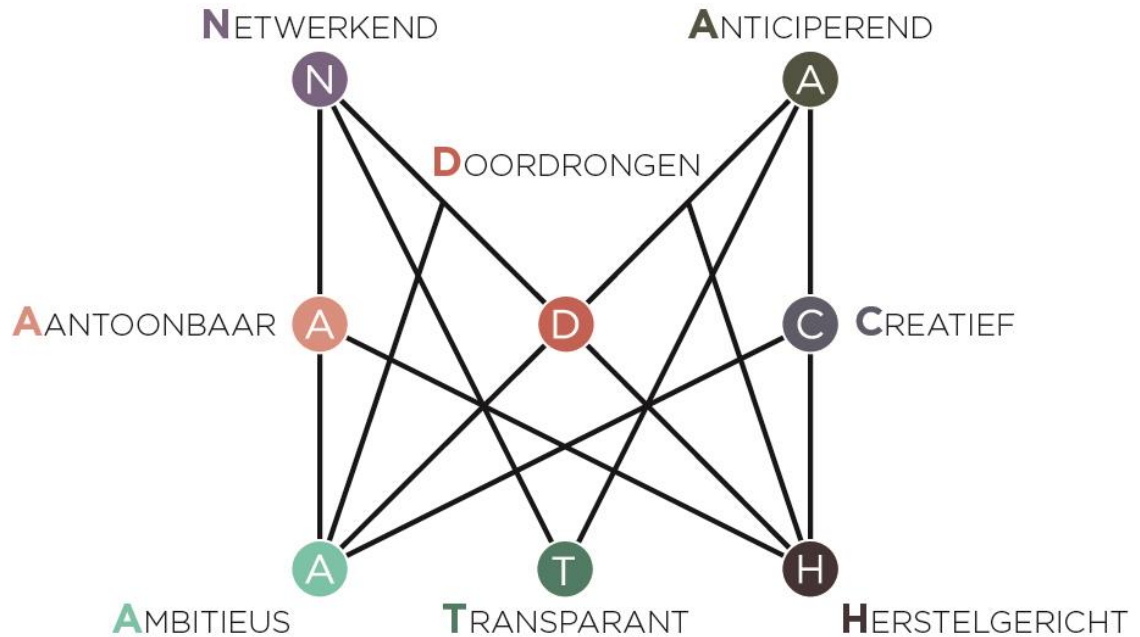 NETWERKEND
ANTICIPEREND
N
A
DOORDRONGEN
AANTOONBAAR
A
D
C
CREATIEF
A
T
H
AMBITIEUS
TRANSPARANT
HERSTELGERICHT